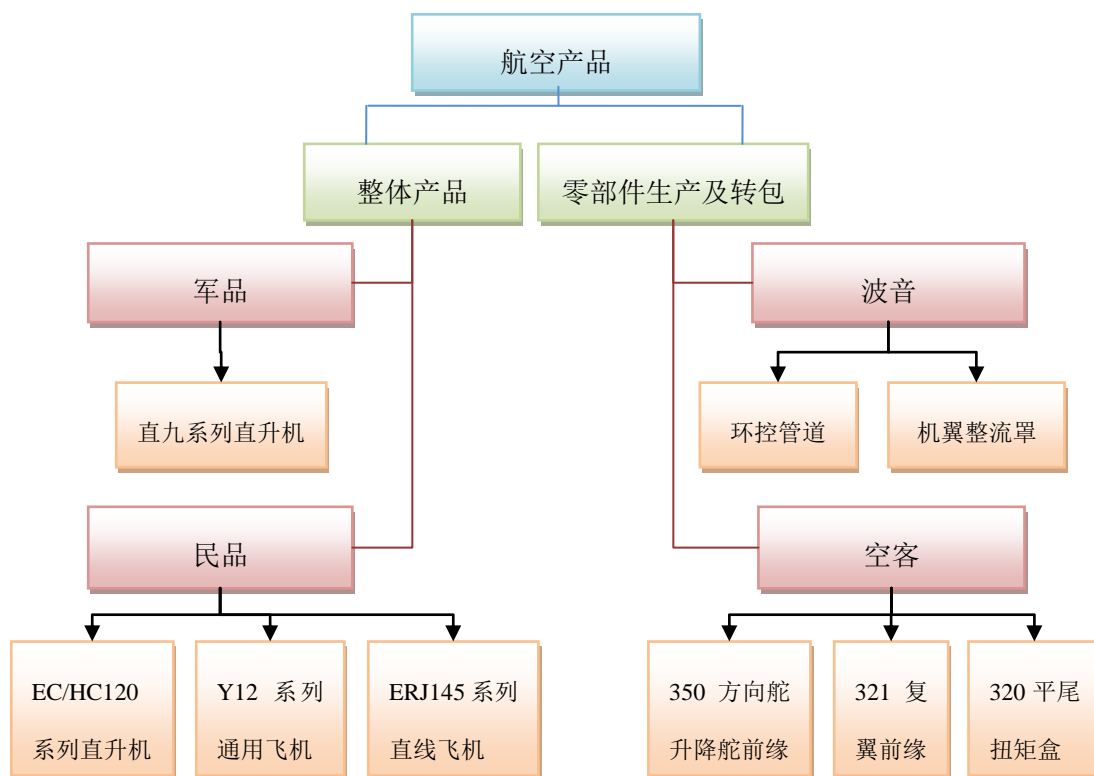 航空产品
整体产品
零部件生产及转包
军品
波音
直九系列直升机
环控管道
机翼整流罩
民品
空客
EC/HC120
系列直升机
Y12 系列
通用飞机
ERJ145 系列
直线飞机
350 方向舵
升降舵前缘
321 复
翼前缘
320 平尾
扭矩盒